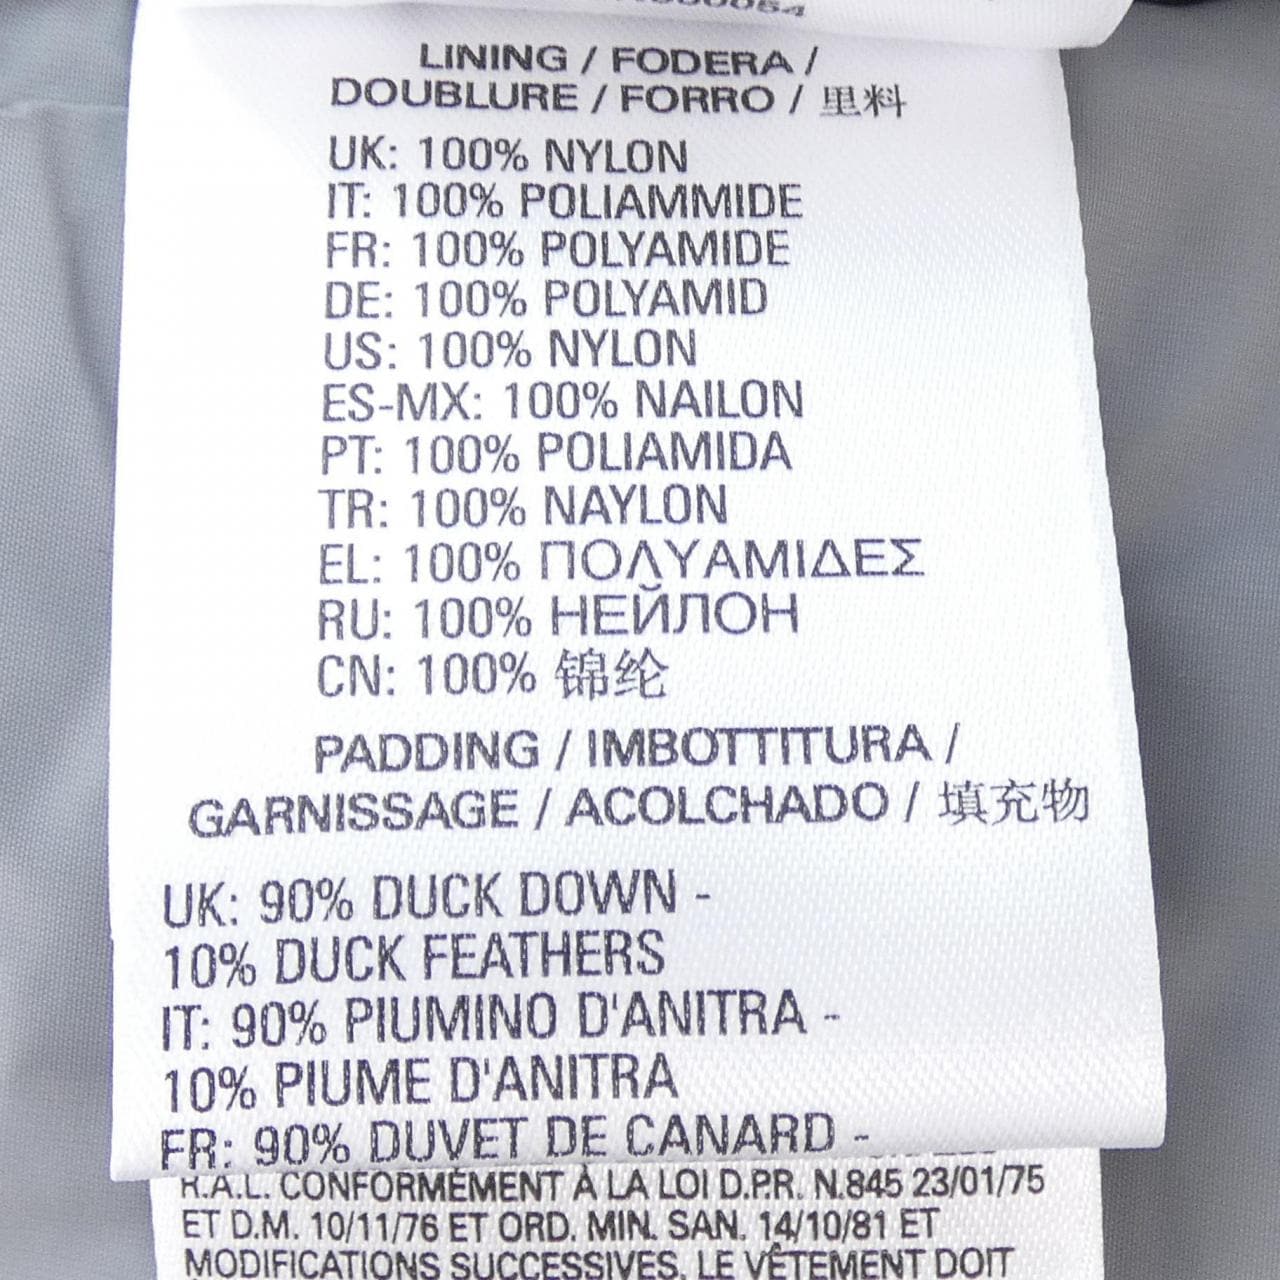 LINING / FODERA /
DOUBLURE / FORRO / 里料
UK: 100% NYLON
IT: 100% POLIAMMIDE
FR: 100% POLYAMIDE
DE: 100% POLYAMID
US: 100% NYLON
ES-MX: 100% NAILON
PT: 100% POLIAMIDA
TR: 100% NAYLON
EL: 100% ΠΟΛΥΑΜΙΔΕΣ
RU: 100% НЕЙЛОН
CN: 100% 锦纶
PADDING / IMBOTTITURA /
GARNISSAGE / ACOLCHADO / 填充物
UK: 90% DUCK DOWN -
10% DUCK FEATHERS
IT: 90% PIUMINO D'ANITRA -
10% PIUME D'ANITRA
FR: 90% DUVET DE CANARD -
R.A.L. CONFORMÉMENT À LA LOI D.P.R. N.845 23/01/75
ET D.M. 10/11/76 ET ORD. MIN. SAN. 14/10/81 ET
MODIFICATIONS SUCCESSIVES. LE VÊTEMENT DOIT